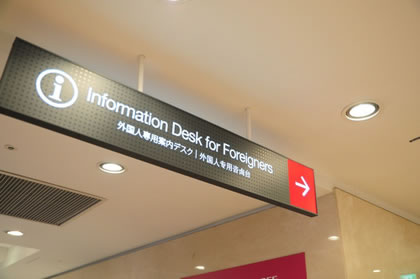 Information Desk for Foreigners
外国人専用案内デスク | 外国人专用咨询台